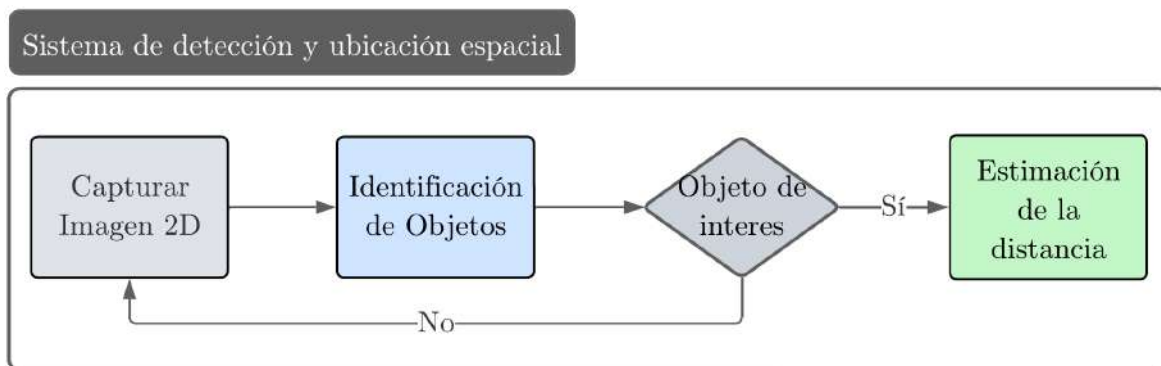 Sistema de detección y ubicación espacial
Capturar
Imagen 2D
Identificación
de Objetos
Objeto de
interes
Sí
Estimación
de la
distancia
No